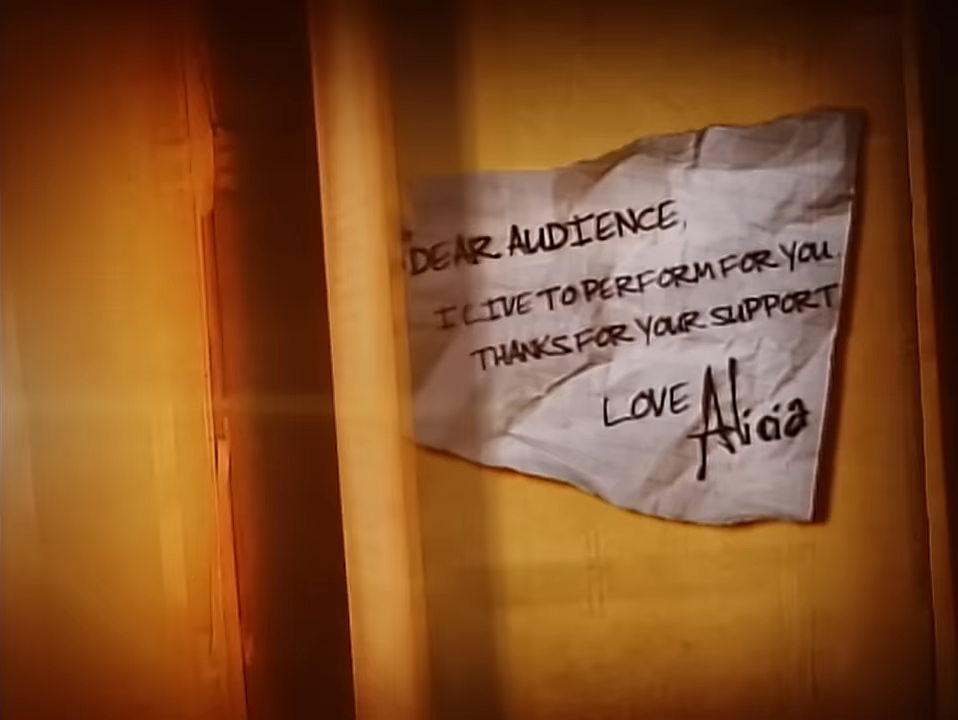 DEAR AUDIENCE,
I LIVE TO PERFORM FOR YOU.
THANKS FOR YOUR SUPPORT
LOVE Alicia